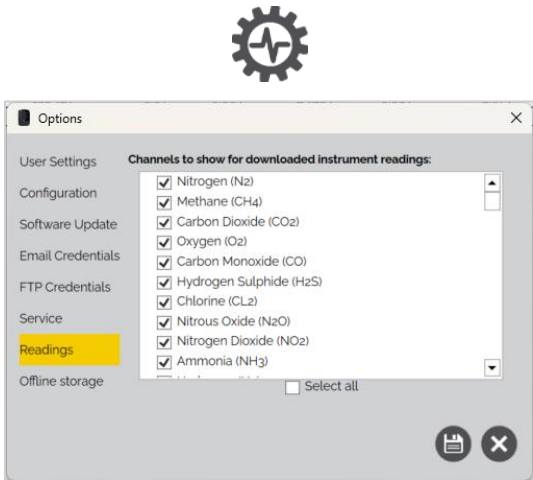 Options
User Settings
Configuration
Software Update
Email Credentials
FTP Credentials
Service
Readings
Offline storage
Channels to show for downloaded instrument readings:
Nitrogen (N2)
Methane (CH4)
Carbon Dioxide (CO2)
Oxygen (O2)
Carbon Monoxide (CO)
Hydrogen Sulphide (H2S)
Chlorine (CL2)
Nitrous Oxide (N2O)
Nitrogen Dioxide (NO2)
Ammonia (NH3)
Select all